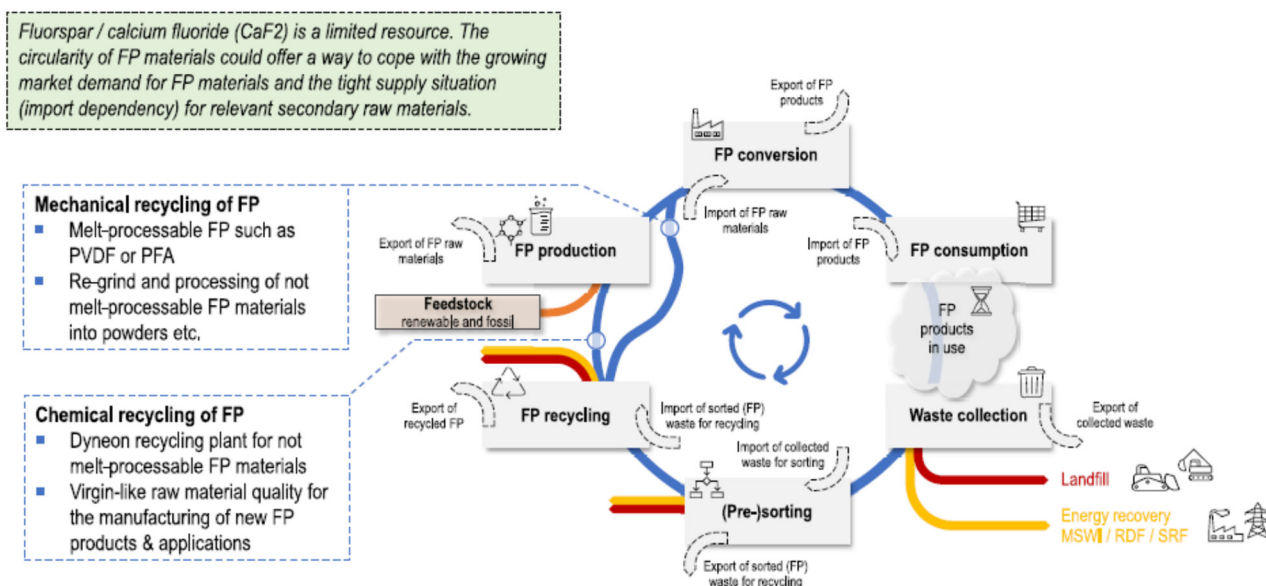 Fluorspar / calcium fluoride (CaF2) is a limited resource. The
circularity of FP materials could offer a way to cope with the growing
market demand for FP materials and the tight supply situation
(import dependency) for relevant secondary raw materials.
Export of FP
products
FP conversion
Import of FP raw
materials
Mechanical recycling of FP
Melt-processable FP such as
PVDF or PFA
Re-grind and processing of not
melt-processable FP materials
into powders etc.
Export of FP raw
materials
FP production
Feedstock
renewable and fossil
Import of FP
products
FP consumption
FP
products
in use
Chemical recycling of FP
Dyneon recycling plant for not
melt-processable FP materials
Virgin-like raw material quality for
the manufacturing of new FP
products & applications
Export of
recycled FP
FP recycling
Import of sorted (FP)
waste for recycling
Import of collected
waste for sorting
Waste collection
Export of
collected waste
(Pre-)sorting
Export of sorted (FP)
waste for recycling
Landfill
Energy recovery
MSWI / RDF / SRF